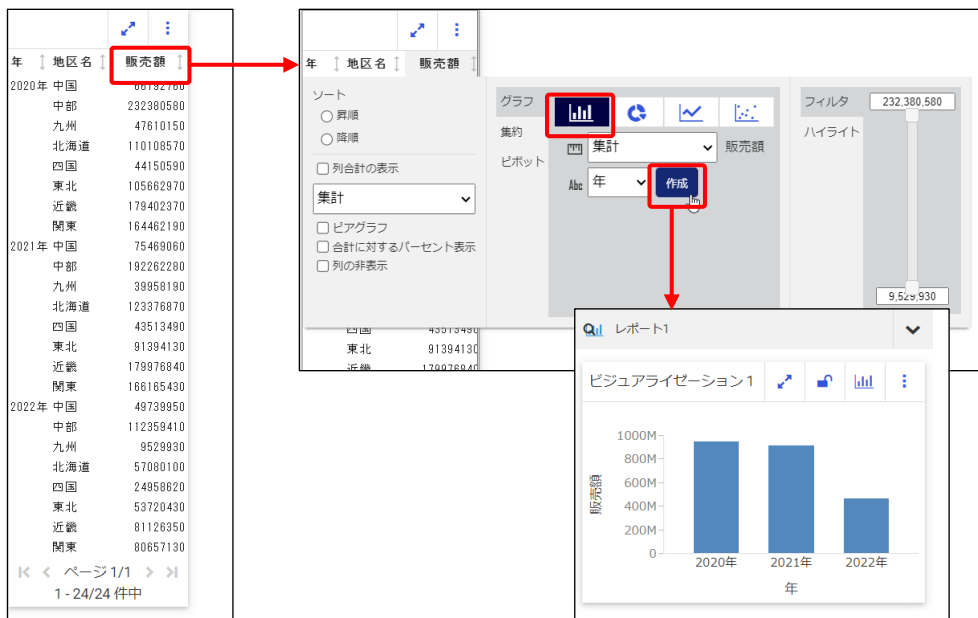 年 地区名 販売額
2020年 中国 66192760
中部 232380580
九州 47610150
北海道 110108570
四国 44150590
東北 105662970
近畿 179402370
関東 164462190
2021年 中国 75469060
中部 192262280
九州 39958190
北海道 123376870
四国 43513490
東北 91394130
近畿 179976840
関東 166165430
2022年 中国 49739950
中部 112359410
九州 9529930
北海道 57080100
四国 24958620
東北 53720430
近畿 81126350
関東 80657130
ページ 1/1
1 - 24/24 件中
年 地区名 販売額
ソート
昇順
降順
列合計の表示
集計
ビアグラフ
合計に対するパーセント表示
列の非表示
グラフ
集約
ピボット
集計 販売額
Abc 年 作成
フィルタ 232,380,580
ハイライト
9,529,930
四国 43513490
東北 91394130
近畿 179976840
レポート1
ビジュアライゼーション 1
1000M
800M
600M
400M
200M
0
販売額
2020年 2021年 2022年
年